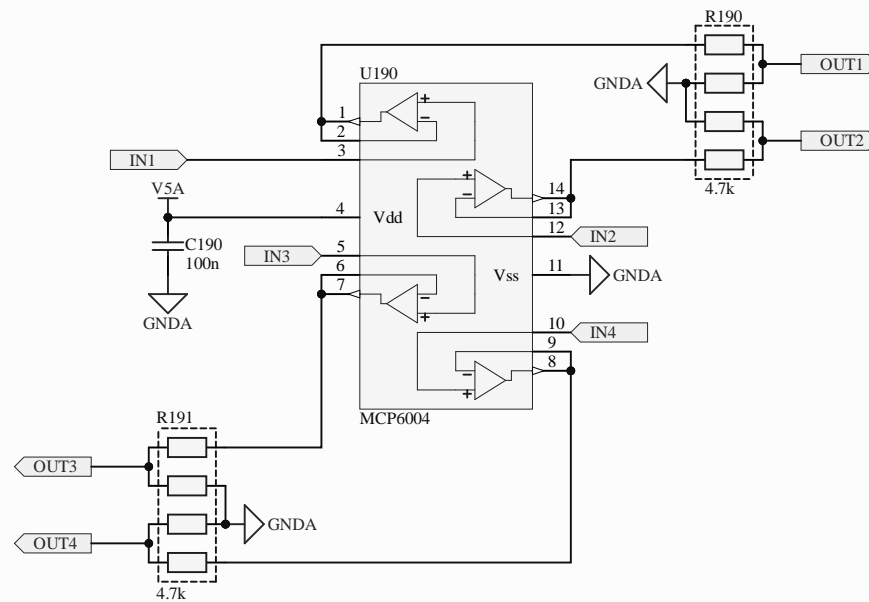 R190
OUT1
GNDA
OUT2
4.7k
U190
1
2
3
IN1
14
13
12
IN2
V5A
4
Vdd
C190
100n
GNDA
IN3
5
6
7
Vss
11
GNDA
10
9
8
IN4
MCP6004
R191
OUT3
GNDA
OUT4
4.7k